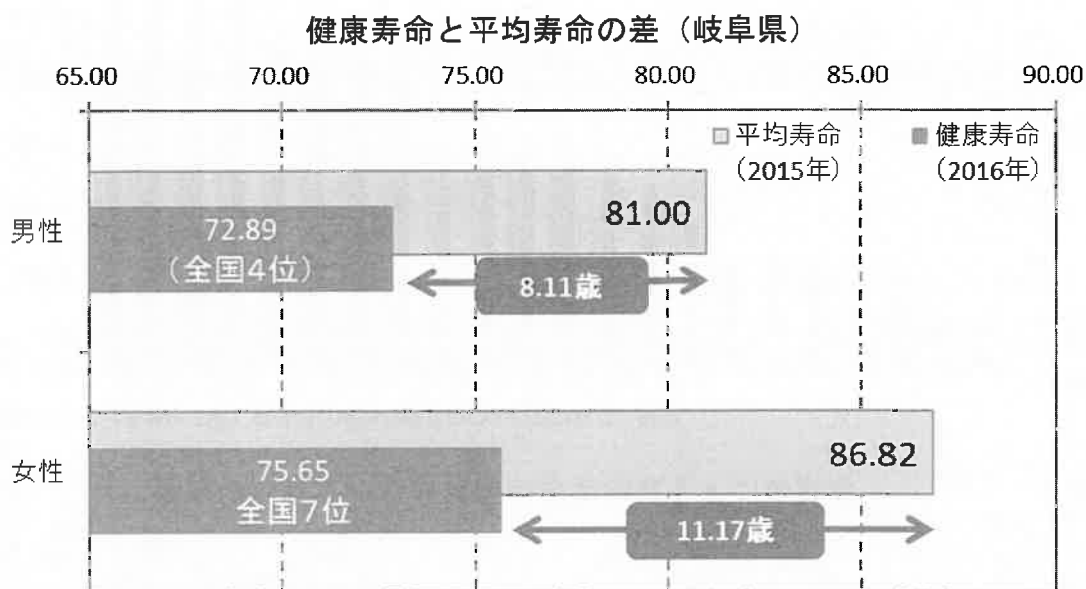 健康寿命と平均寿命の差（岐阜県）
65.00 70.00 75.00 80.00 85.00 90.00
平均寿命 健康寿命
（2015年） （2016年）
81.00
男性
72.89
（全国4位）
8.11歳
86.82
女性
75.65
全国7位
11.17歳